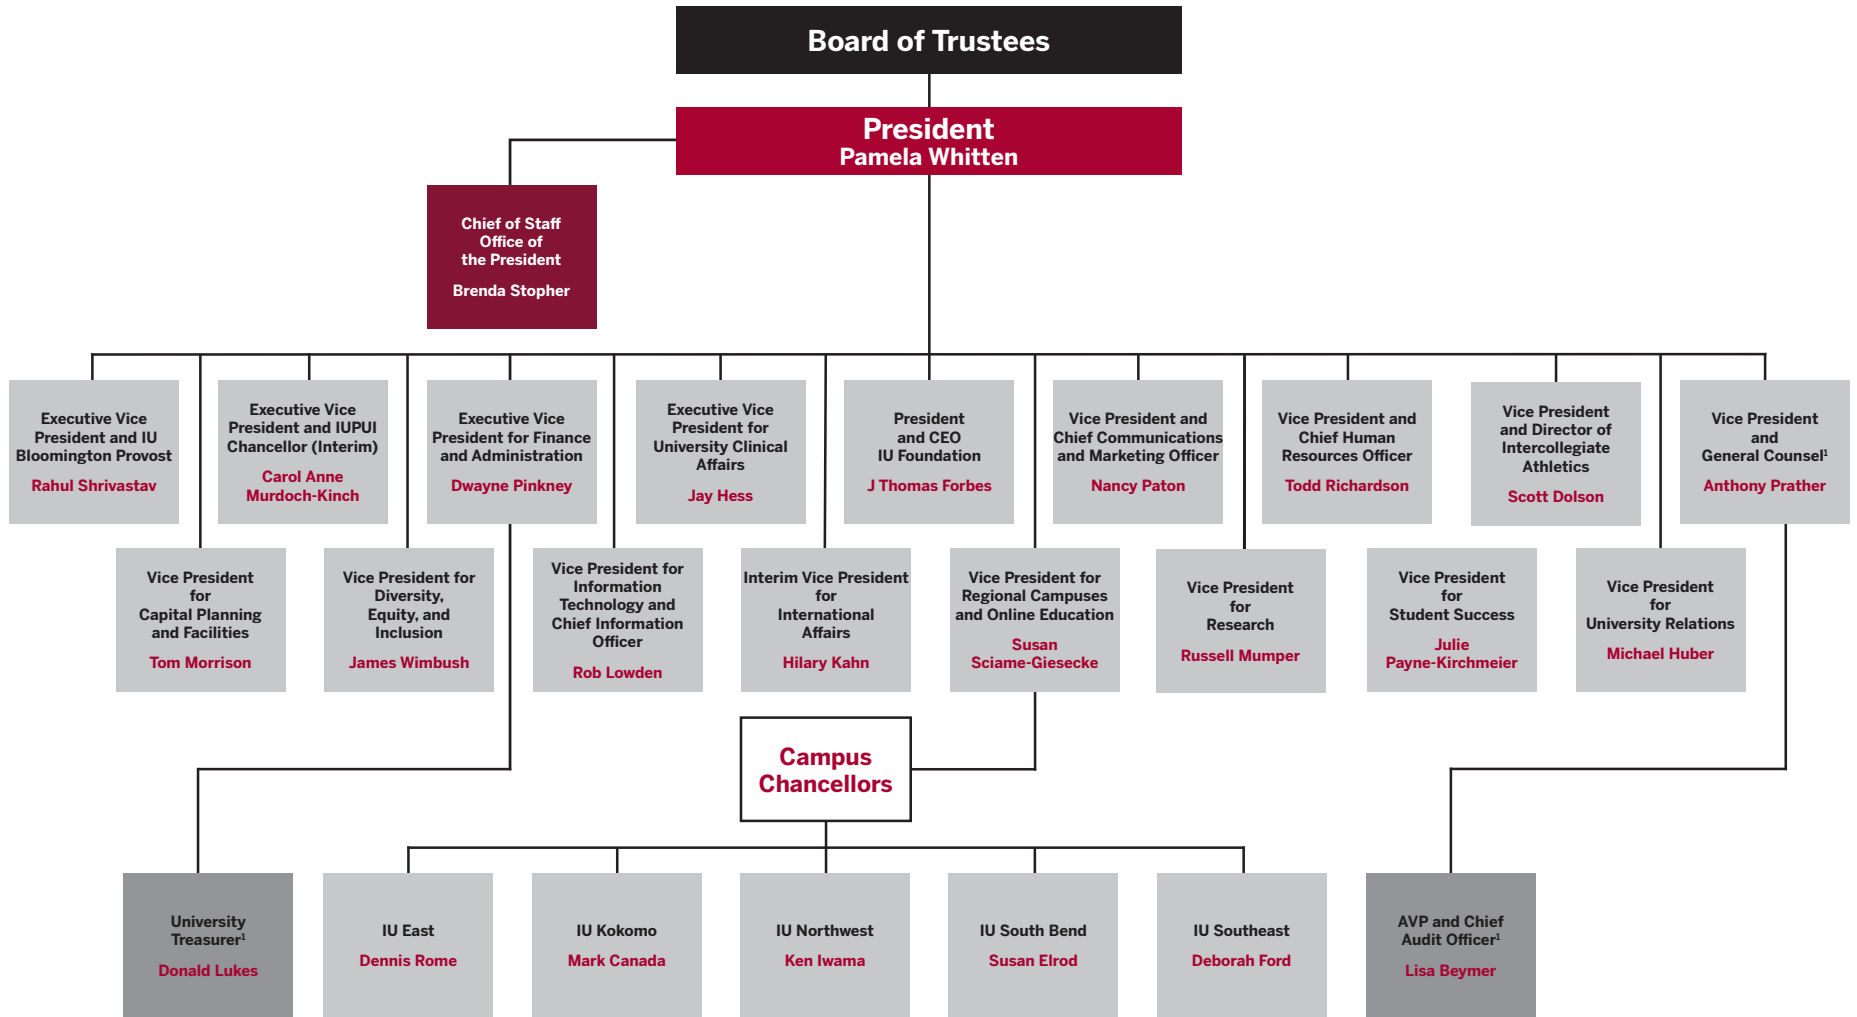 Board of Trustees
President
Pamela Whitten
Chief of Staff
Office of
the President
Brenda Stopher
Executive Vice
President and IU
Bloomington Provost
Rahul Shrivastav
Executive Vice
President and IUPUI
Chancellor (Interim)
Carol Anne
Murdoch-Kinch
Executive Vice
President for Finance
and Administration
Dwayne Pinkney
Executive Vice
President for
University Clinical
Affairs
Jay Hess
President
and CEO
IU Foundation
J Thomas Forbes
Vice President and
Chief Communications
and Marketing Officer
Nancy Paton
Vice President and
Chief Human
Resources Officer
Todd Richardson
Vice President
and Director of
Intercollegiate
Athletics
Scott Dolson
Vice President
and
General Counsel¹
Anthony Prather
Vice President
for
Capital Planning
and Facilities
Tom Morrison
Vice President for
Diversity,
Equity, and
Inclusion
James Wimbush
Vice President for
Information
Technology and
Chief Information
Officer
Rob Lowden
Interim Vice President
for
International
Affairs
Hilary Kahn
Vice President for
Regional Campuses
and Online Education
Susan
Sciame-Giesecke
Vice President
for
Research
Russell Mumper
Vice President
for
Student Success
Julie
Payne-Kirchmeier
Vice President
for
University Relations
Michael Huber
Campus
Chancellors
University
Treasurer¹
Donald Lukes
IU East
Dennis Rome
IU Kokomo
Mark Canada
IU Northwest
Ken Iwama
IU South Bend
Susan Elrod
IU Southeast
Deborah Ford
AVP and Chief
Audit Officer¹
Lisa Beymer